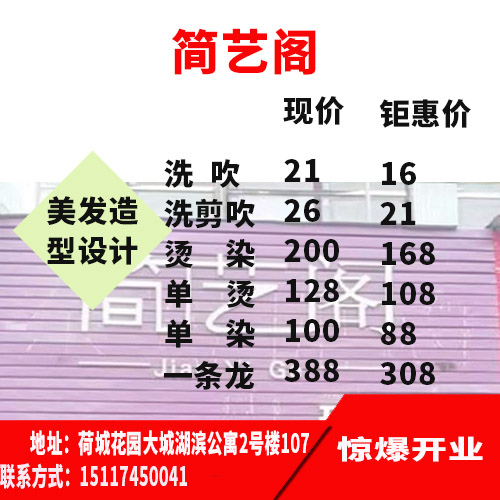 简艺阁
现价 钜惠价
美发造
型设计
洗 吹 21 16
洗剪吹 26 21
烫 染 200 168
单 烫 128 108
单 染 100 88
一条龙 388 308
简艺阁
地址：荷城花园大城湖滨公寓2号楼107
联系方式：15117450041
惊爆开业